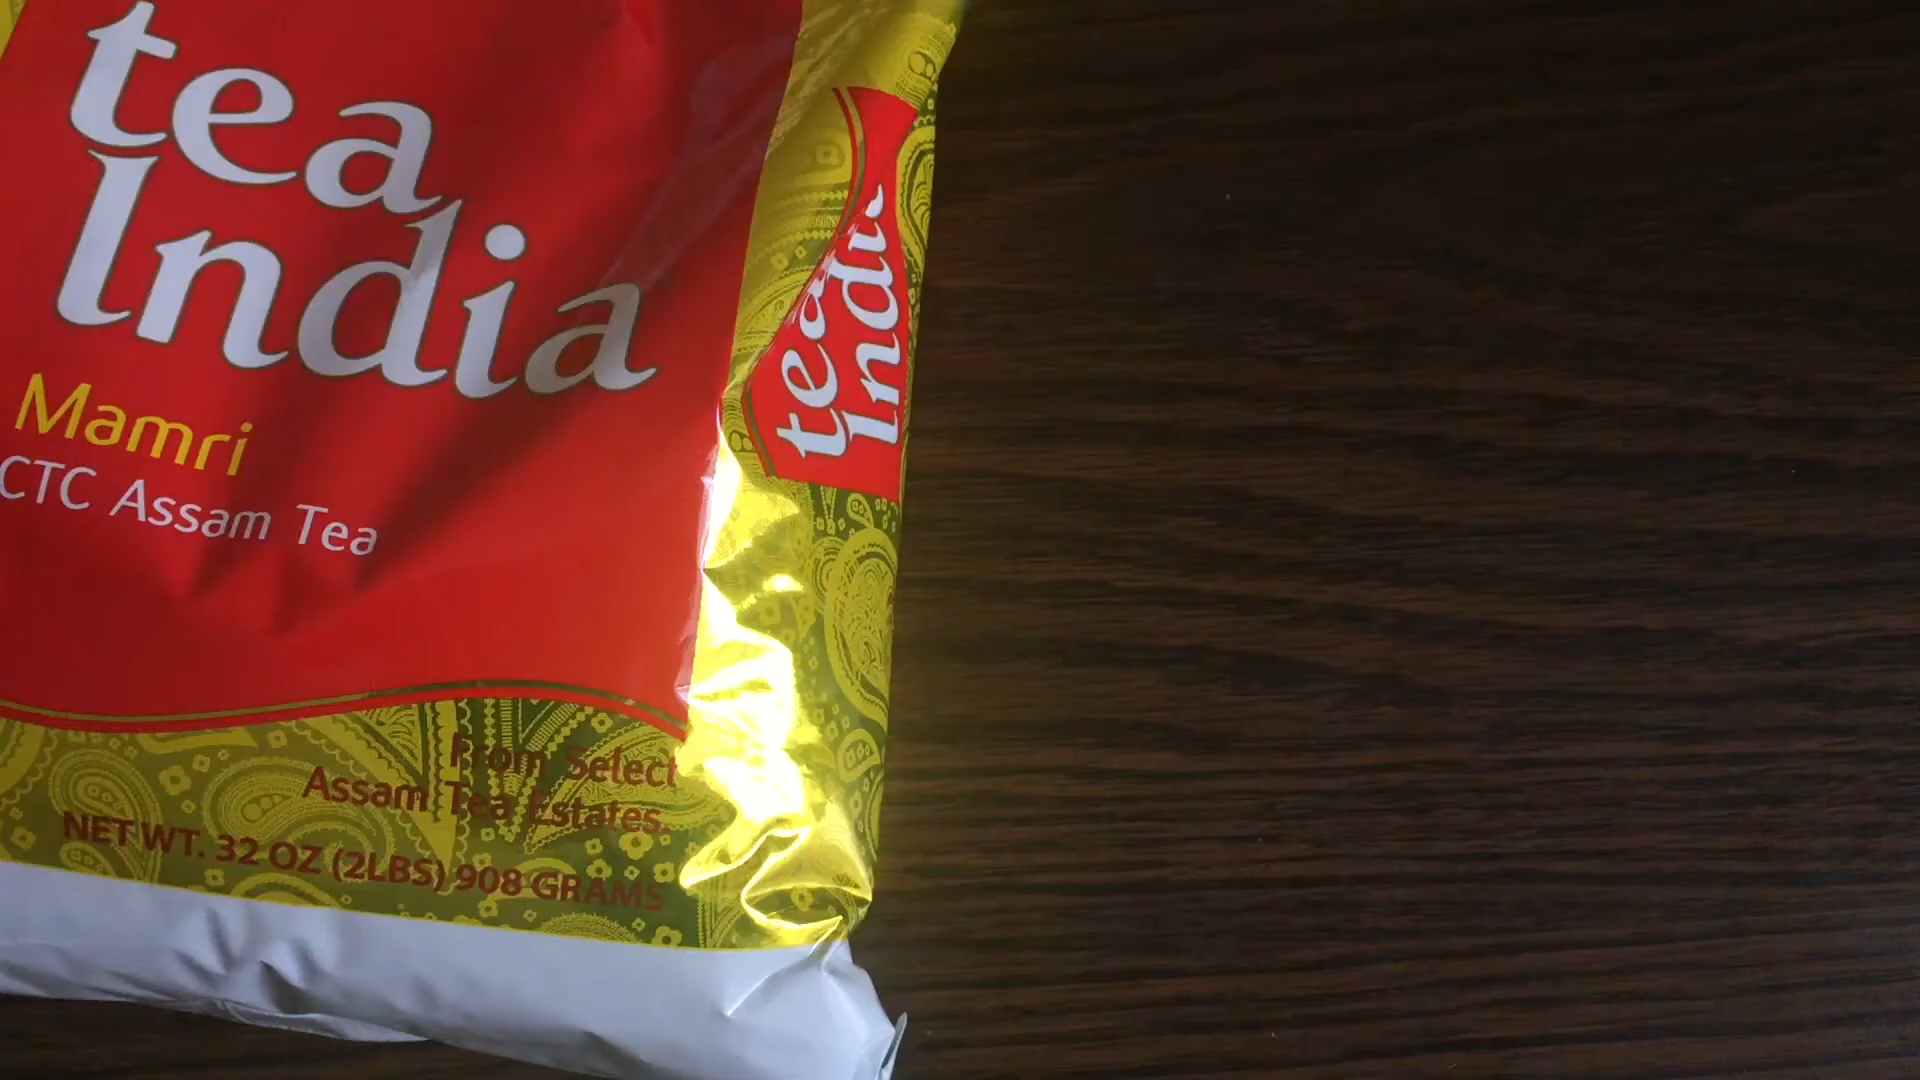 tea
India
Mamri
CTC Assam Tea
From Select
Assam Tea Estates.
NET WT. 32 OZ (2LBS) 908 GRAMS
tea
India